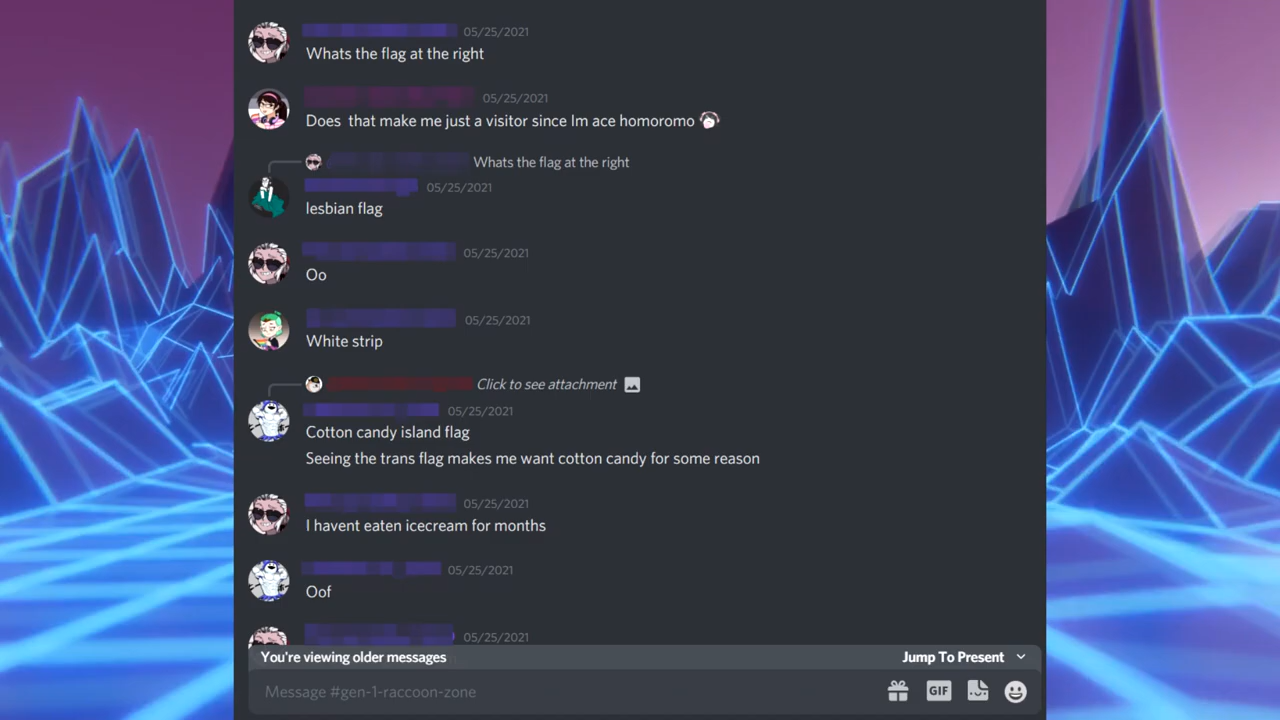 05/25/2021
Whats the flag at the right
05/25/2021
Does that make me just a visitor since Im ace homoromo
Whats the flag at the right
05/25/2021
lesbian flag
05/25/2021
Oo
05/25/2021
White strip
Click to see attachment
05/25/2021
Cotton candy island flag
Seeing the trans flag makes me want cotton candy for some reason
05/25/2021
I havent eaten icecream for months
05/25/2021
Oof
05/25/2021
You're viewing older messages Jump To Present
Message #gen-1-raccoon-zone GIF